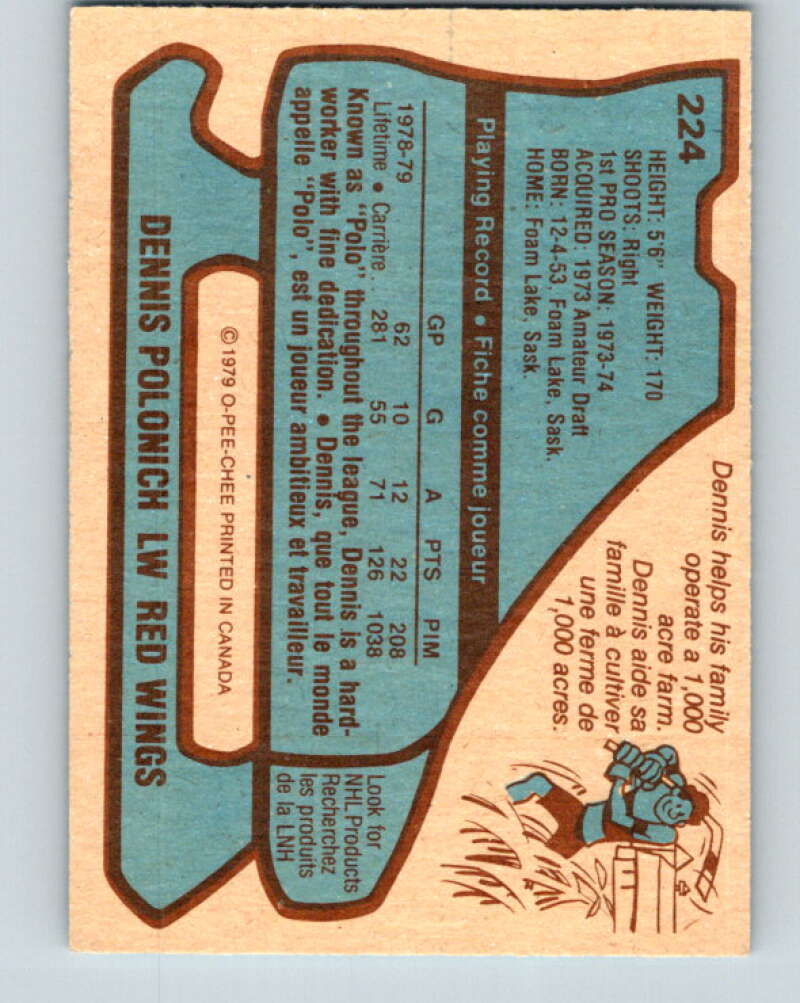 224
HEIGHT: 5'6" WEIGHT: 170
SHOOTS: Right
1st PRO SEASON: 1973-74
ACQUIRED: 1973 Amateur Draft
BORN: 12-4-53, Foam Lake, Sask.
HOME: Foam Lake, Sask.
Dennis helps his family
operate a 1,000
acre farm.
Dennis aide sa
famille à cultiver
une ferme de
1,000 acres.
Playing Record • Fiche comme joueur
GP G A PTS PIM
1978-79 62 10 12 22 208
Lifetime • Carrière... 281 55 71 126 1038
Known as "Polo" throughout the league, Dennis is a hard-
worker with fine dedication. • Dennis, que tout le monde
appelle "Polo", est un joueur ambitieux et travailleur.
Look for
NHL Products
Recherchez
les produits
de la LNH
© 1979 O-PEE-CHEE PRINTED IN CANADA
DENNIS POLONICH LW RED WINGS